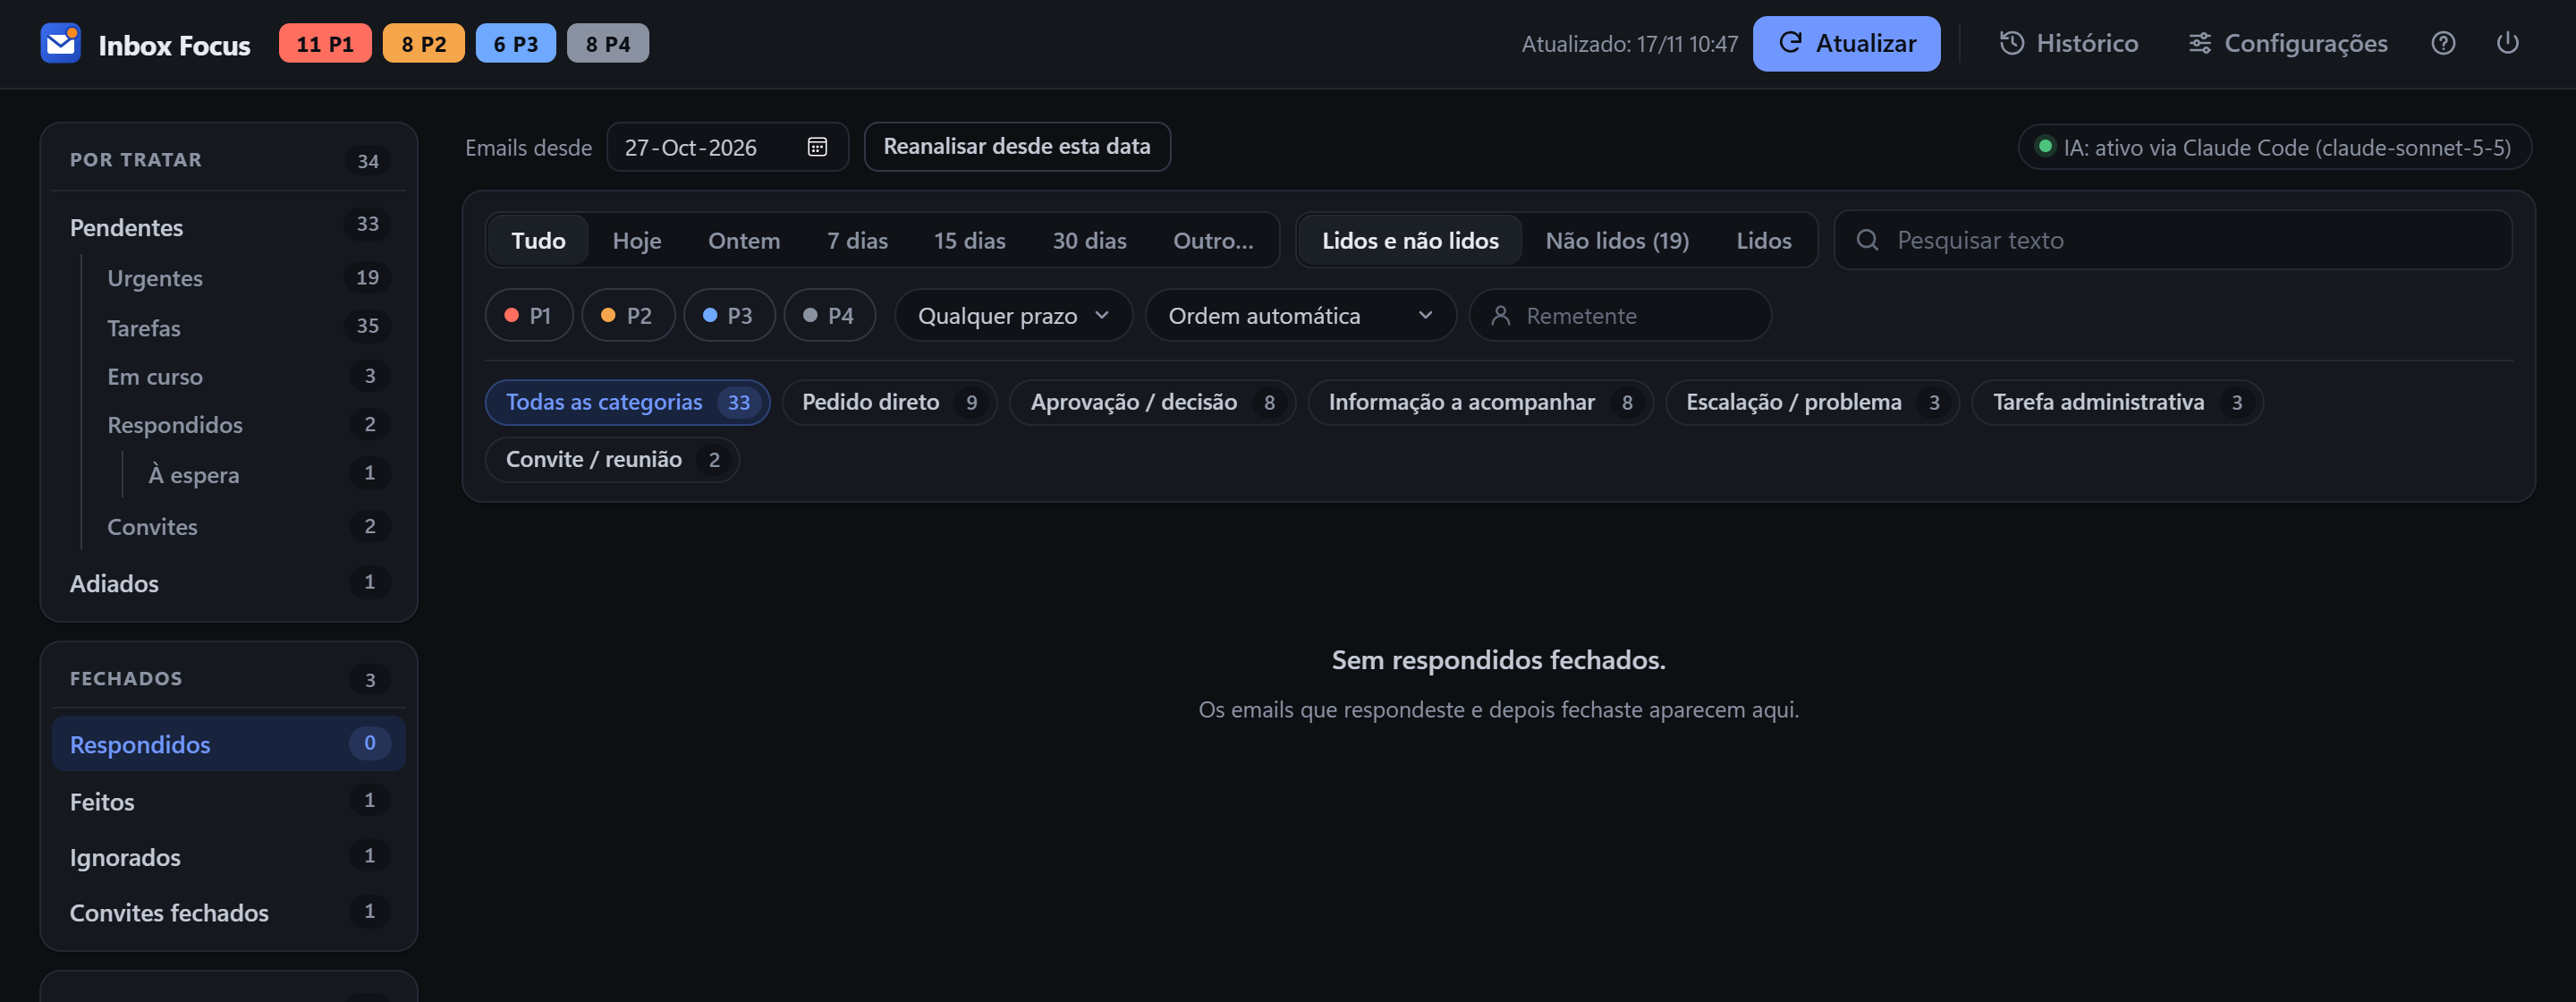 Inbox Focus 11 P1 8 P2 6 P3 8 P4 Atualizado: 17/11 10:47 Atualizar Histórico Configurações
POR TRATAR 34
Pendentes 33
Urgentes 19
Tarefas 35
Em curso 3
Respondidos 2
À espera 1
Convites 2
Adiados 1
FECHADOS 3
Respondidos 0
Feitos 1
Ignorados 1
Convites fechados 1
Emails desde 27-Oct-2026 Reanalisar desde esta data IA: ativo via Claude Code (claude-sonnet-5-5)
Tudo Hoje Ontem 7 dias 15 dias 30 dias Outro... Lidos e não lidos Não lidos (19) Lidos Pesquisar texto
P1 P2 P3 P4 Qualquer prazo Ordem automática Remetente
Todas as categorias 33 Pedido direto 9 Aprovação / decisão 8 Informação a acompanhar 8 Escalação / problema 3 Tarefa administrativa 3
Convite / reunião 2
Sem respondidos fechados.
Os emails que respondeste e depois fechaste aparecem aqui.